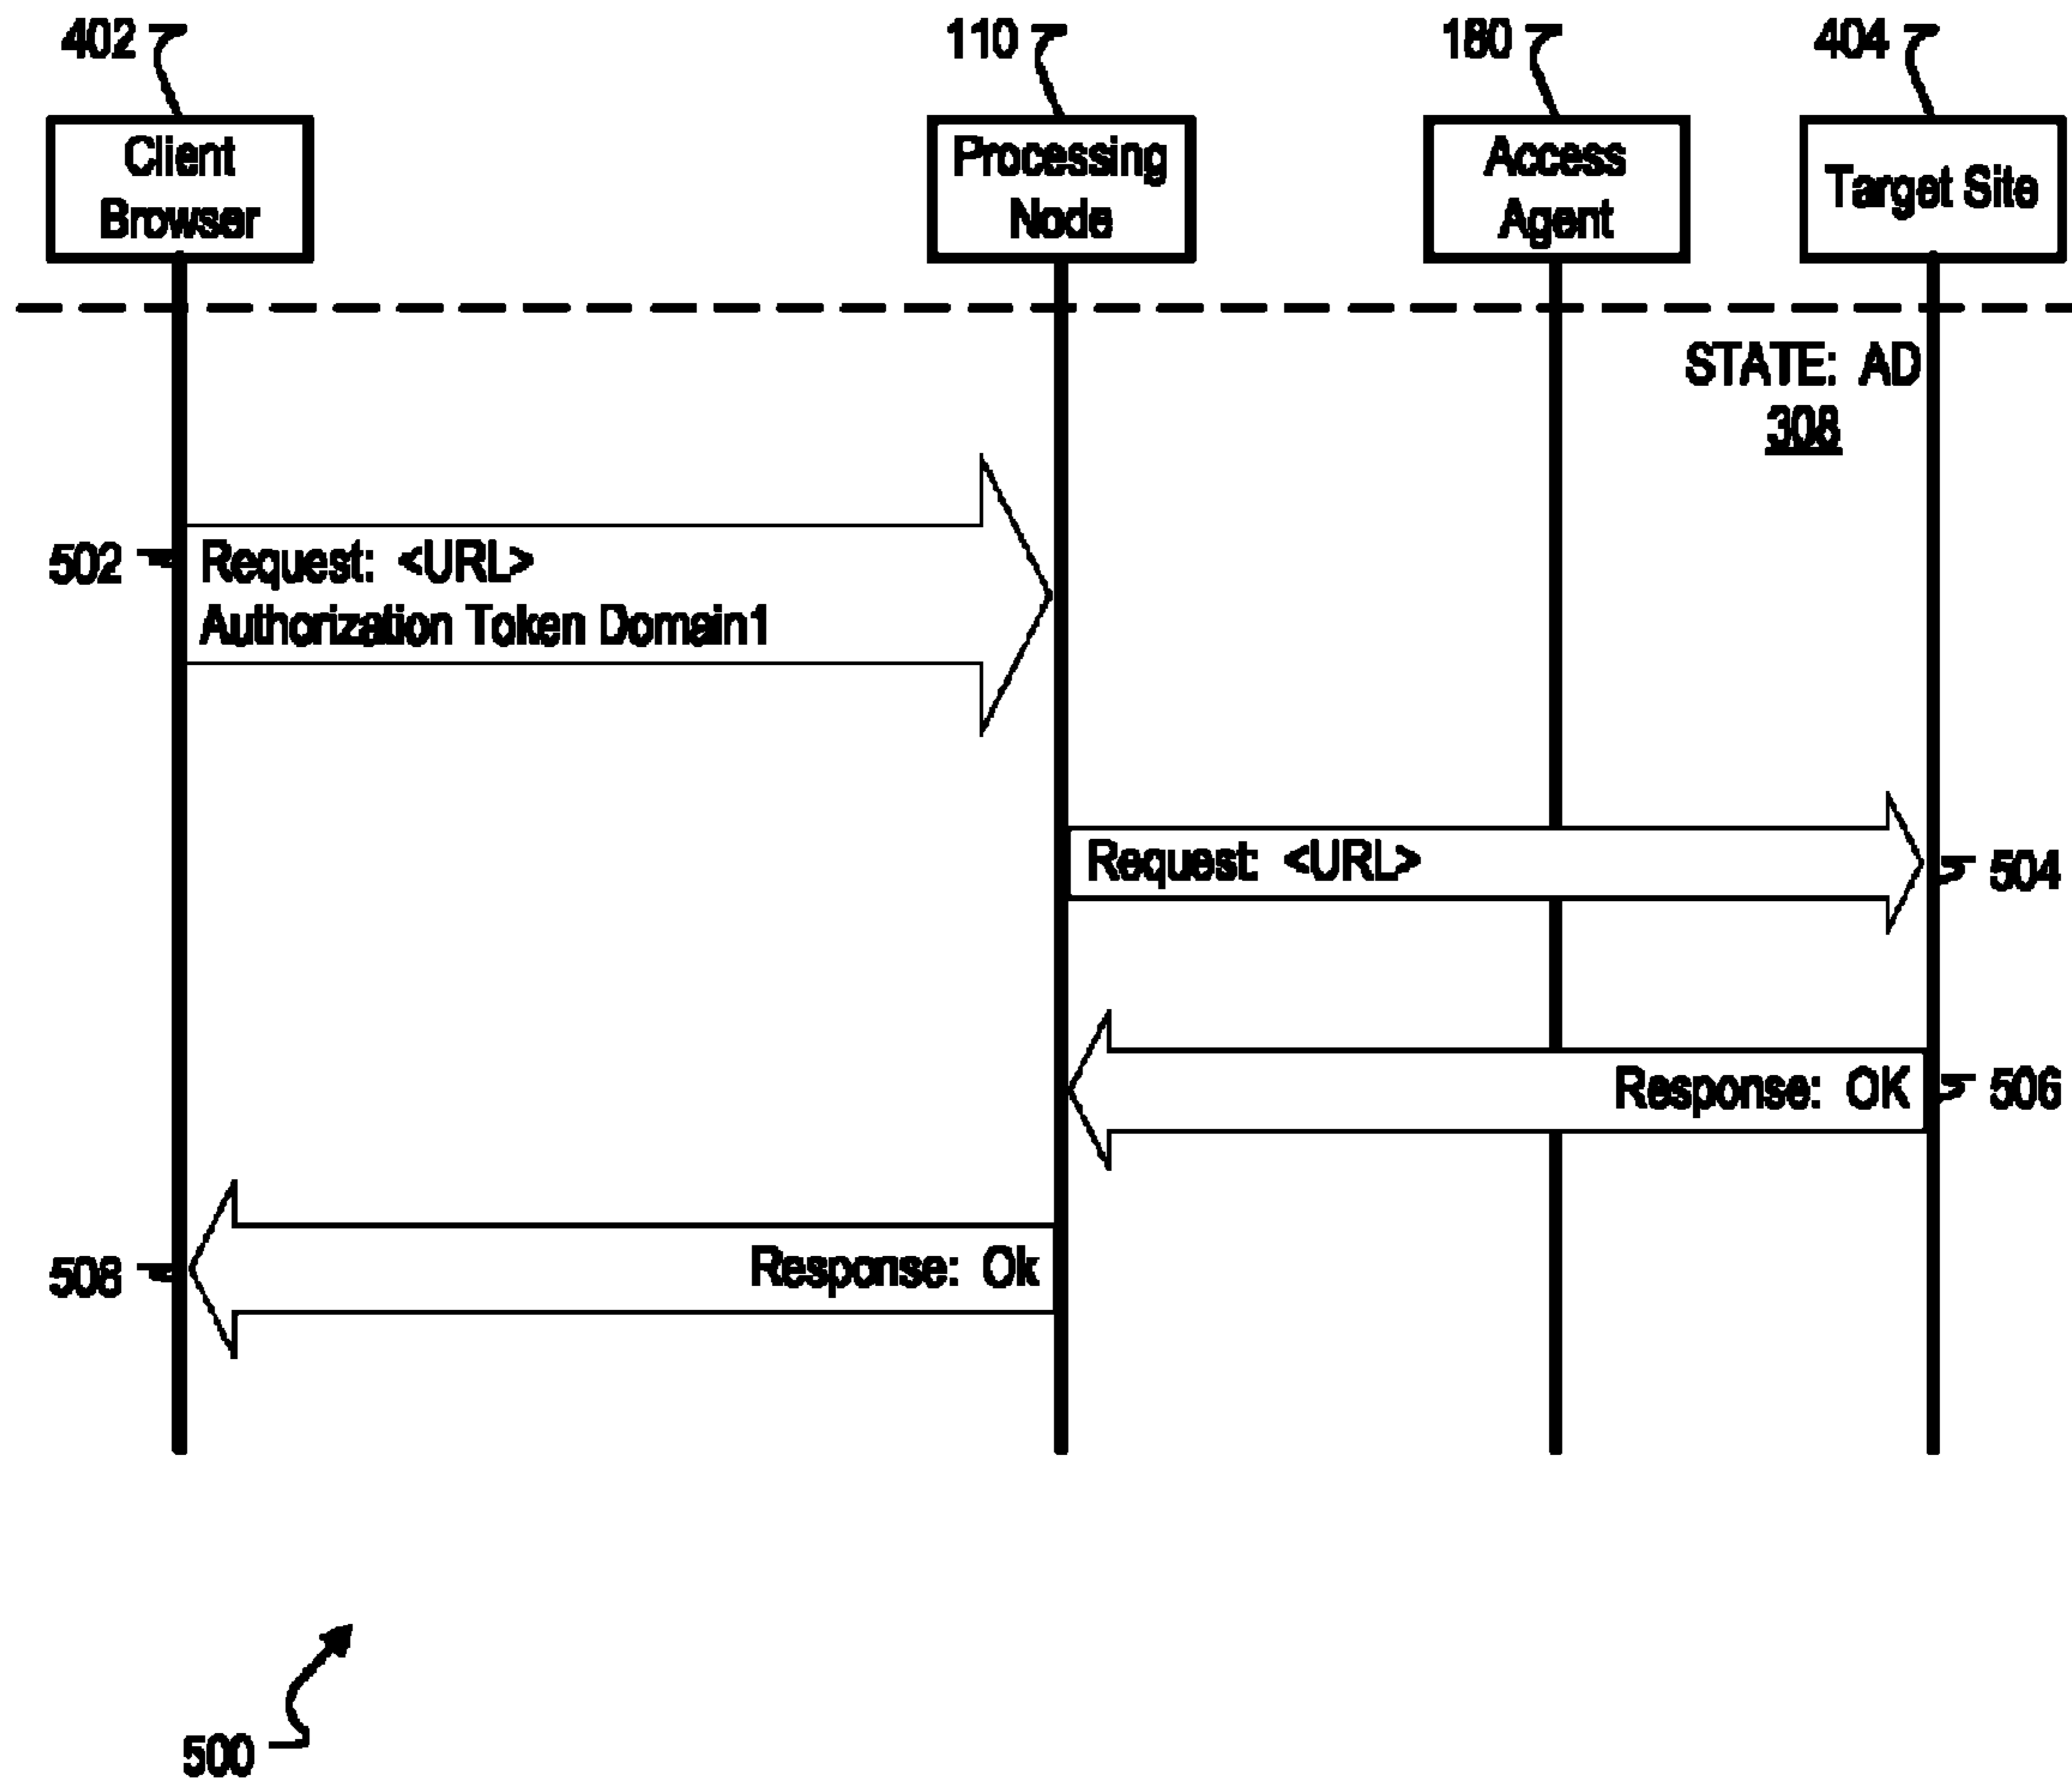 402
110
180
404
Client
Browser
Processing
Node
Access
Agent
Target Site
STATE: AD
308
502
Request: <URL>
Authorization Token Domain1
Request: <URL>
504
Response: OK
506
508
Response: Ok
500